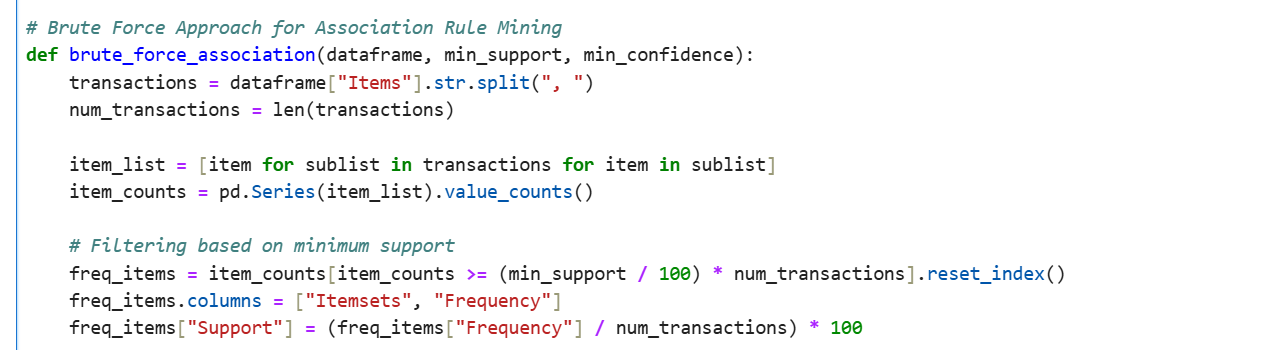 # Brute Force Approach for Association Rule Mining
def brute_force_association(dataframe, min_support, min_confidence):
    transactions = dataframe["Items"].str.split(", ")
    num_transactions = len(transactions)

    item_list = [item for sublist in transactions for item in sublist]
    item_counts = pd.Series(item_list).value_counts()

    # Filtering based on minimum support
    freq_items = item_counts[item_counts >= (min_support / 100) * num_transactions].reset_index()
    freq_items.columns = ["Itemsets", "Frequency"]
    freq_items["Support"] = (freq_items["Frequency"] / num_transactions) * 100